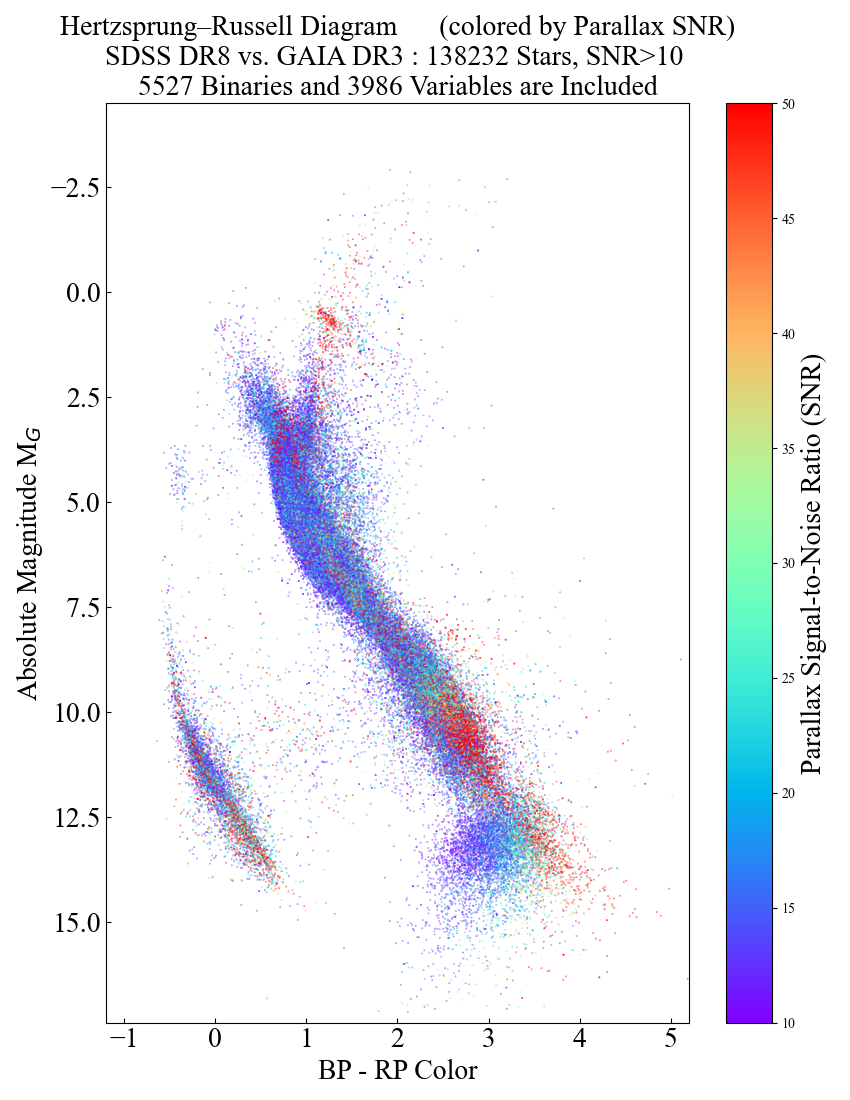 Hertzsprung–Russell Diagram (colored by Parallax SNR)
SDSS DR8 vs. GAIA DR3 : 138232 Stars, SNR>10
5527 Binaries and 3986 Variables are Included
−2.5
0.0
2.5
5.0
7.5
10.0
12.5
15.0
Absolute Magnitude M_G
−1 0 1 2 3 4 5
BP - RP Color
50
45
40
35
30
25
20
15
10
Parallax Signal-to-Noise Ratio (SNR)